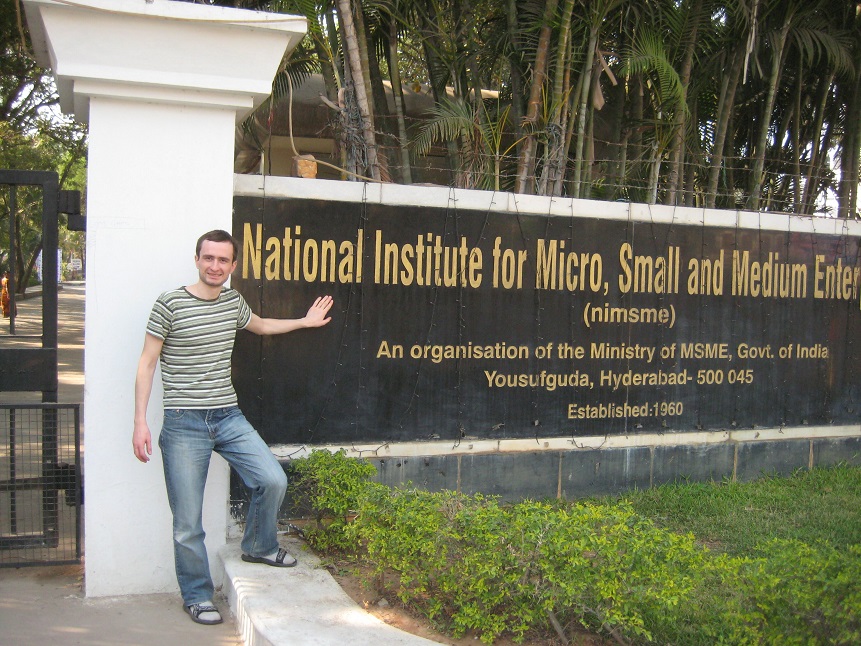 National Institute for Micro, Small and Medium Enter
(nimsme)
An organisation of the Ministry of MSME, Govt. of India
Yousufguda, Hyderabad- 500 045
Established:1960